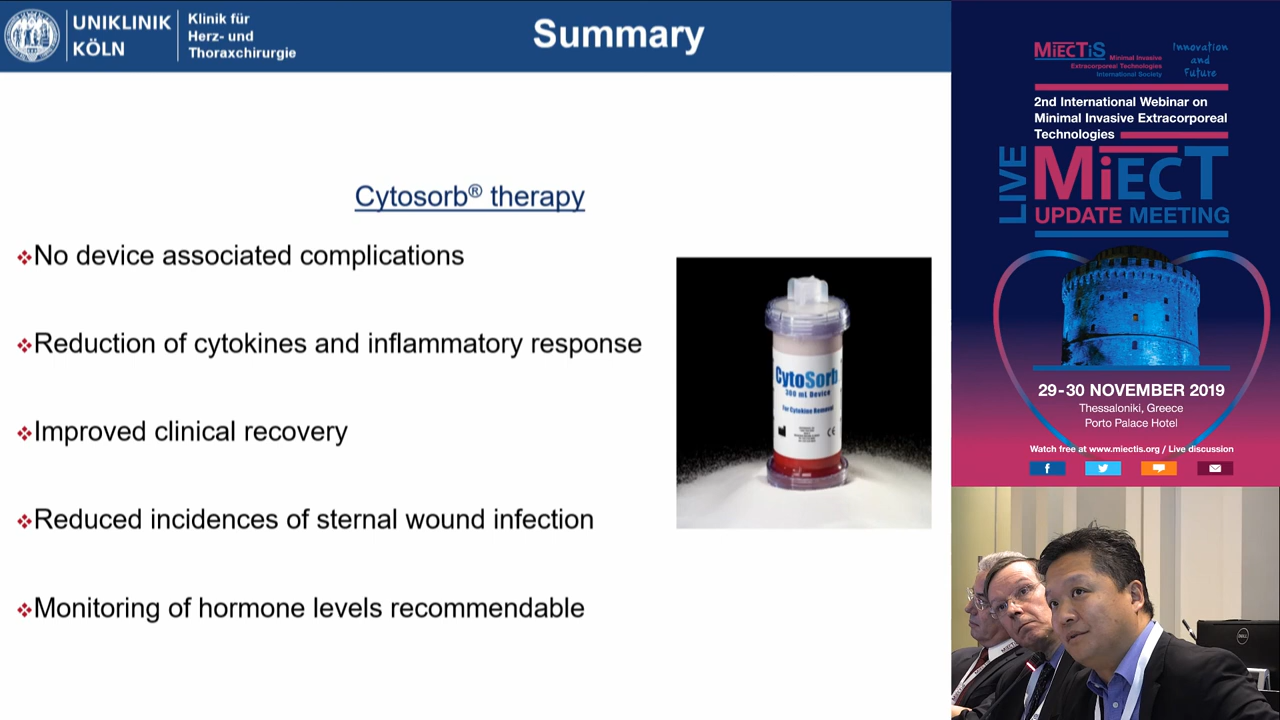 UNIKLINIK
KÖLN
Klinik für
Herz- und
Thoraxchirurgie
Summary
Cytosorb® therapy
No device associated complications
Reduction of cytokines and inflammatory response
Improved clinical recovery
Reduced incidences of sternal wound infection
Monitoring of hormone levels recommendable
CytoSorb
300 mL Device
For Cytokine Removal
CE
MiECTiS
Minimal Invasive
Extracorporeal Technologies
International Society
Innovation
and
Future
2nd International Webinar on
Minimal Invasive Extracorporeal
Technologies
LIVE
MiECT
UPDATE MEETING
29-30 NOVEMBER 2019
Thessaloniki, Greece
Porto Palace Hotel
Watch free at www.miectis.org / Live discussion
DELL